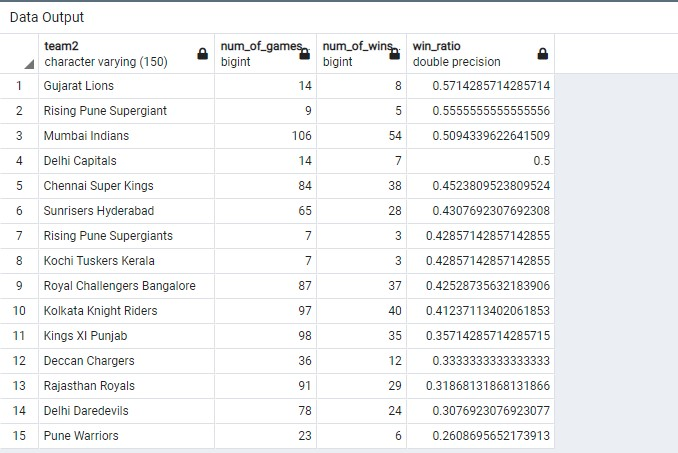 Data Output
team2 num_of_games num_of_wins win_ratio
character varying (150) bigint bigint double precision
1 Gujarat Lions 14 8 0.5714285714285714
2 Rising Pune Supergiant 9 5 0.5555555555555556
3 Mumbai Indians 106 54 0.5094339622641509
4 Delhi Capitals 14 7 0.5
5 Chennai Super Kings 84 38 0.4523809523809524
6 Sunrisers Hyderabad 65 28 0.4307692307692308
7 Rising Pune Supergiants 7 3 0.42857142857142855
8 Kochi Tuskers Kerala 7 3 0.42857142857142855
9 Royal Challengers Bangalore 87 37 0.42528735632183906
10 Kolkata Knight Riders 97 40 0.41237113402061853
11 Kings XI Punjab 98 35 0.35714285714285715
12 Deccan Chargers 36 12 0.3333333333333333
13 Rajasthan Royals 91 29 0.31868131868131866
14 Delhi Daredevils 78 24 0.3076923076923077
15 Pune Warriors 23 6 0.2608695652173913